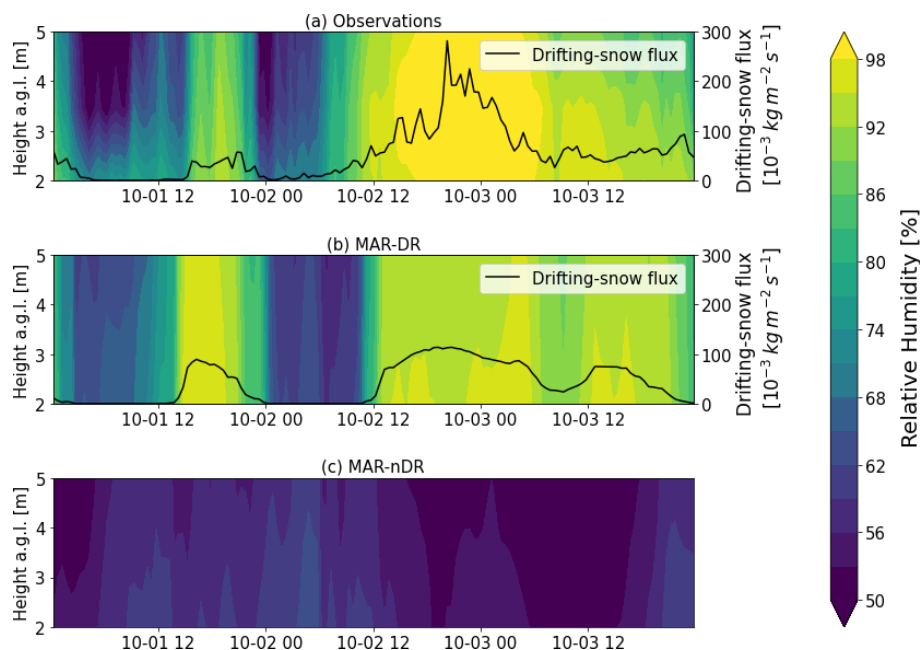 (a) Observations
Height a.g.l. [m]
5
4
3
2
Drifting-snow flux
300
200
100
0
Drifting-snow flux
[10⁻³ kg m⁻² s⁻¹]
10-01 12 10-02 00 10-02 12 10-03 00 10-03 12
(b) MAR-DR
Height a.g.l. [m]
5
4
3
2
Drifting-snow flux
300
200
100
0
Drifting-snow flux
[10⁻³ kg m⁻² s⁻¹]
10-01 12 10-02 00 10-02 12 10-03 00 10-03 12
(c) MAR-nDR
Height a.g.l. [m]
5
4
3
2
10-01 12 10-02 00 10-02 12 10-03 00 10-03 12
98
92
86
80
74
68
62
56
50
Relative Humidity [%]